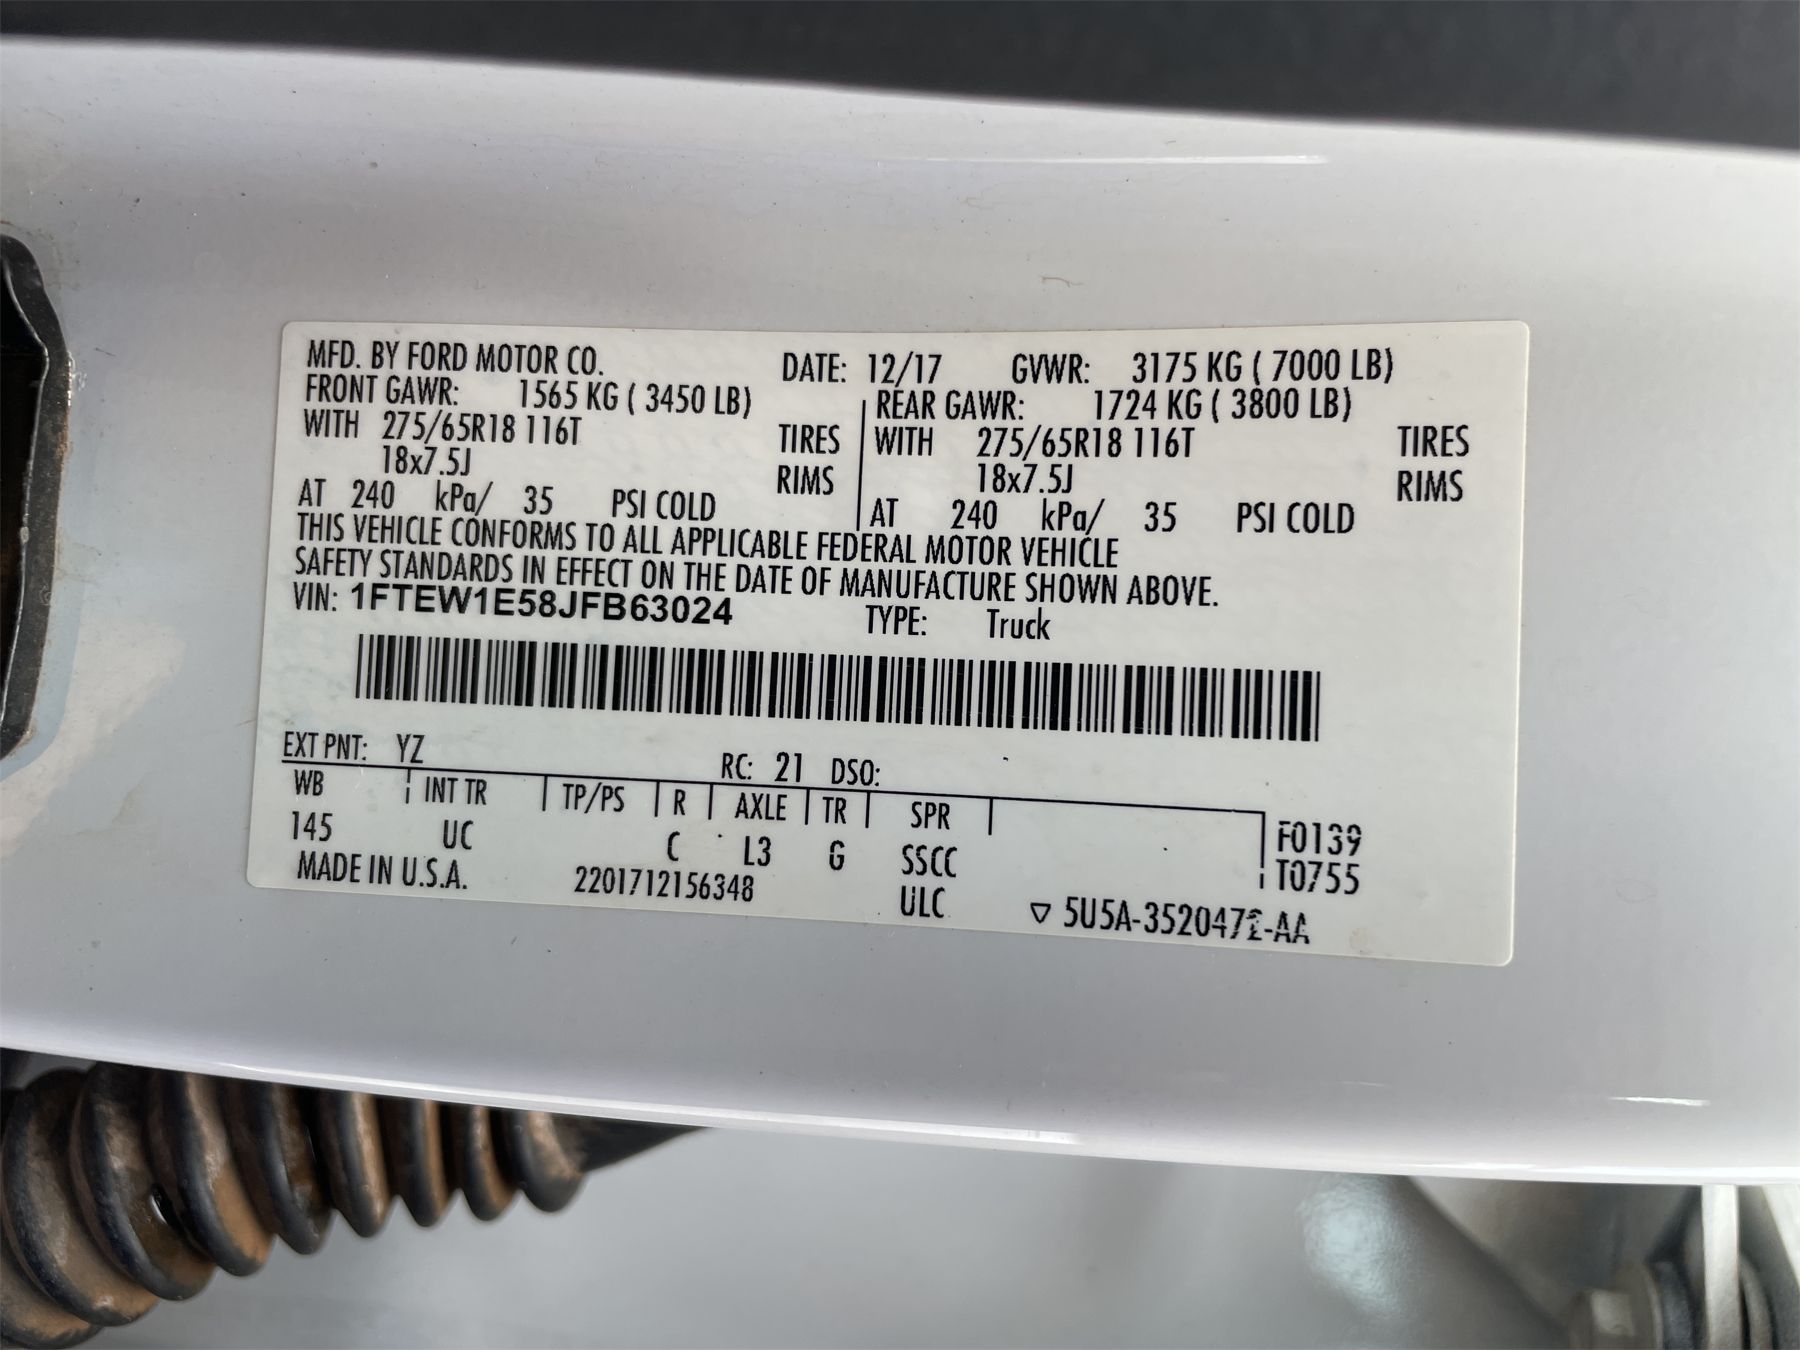 MFD. BY FORD MOTOR CO. DATE: 12/17 GVWR: 3175 KG ( 7000 LB)
FRONT GAWR: 1565 KG ( 3450 LB) REAR GAWR: 1724 KG ( 3800 LB)
WITH 275/65R18 116T TIRES WITH 275/65R18 116T TIRES
18x7.5J RIMS 18x7.5J RIMS
AT 240 kPa/ 35 PSI COLD AT 240 kPa/ 35 PSI COLD
THIS VEHICLE CONFORMS TO ALL APPLICABLE FEDERAL MOTOR VEHICLE
SAFETY STANDARDS IN EFFECT ON THE DATE OF MANUFACTURE SHOWN ABOVE.
VIN: 1FTEW1E58JFB63024 TYPE: Truck
EXT PNT: YZ RC: 21 DSO:
WB INT TR TP/PS R AXLE TR SPR F0139
145 UC C L3 G SSCC T0755
MADE IN U.S.A. 2201712156348 ULC ▽ 5U5A-3520472-AA